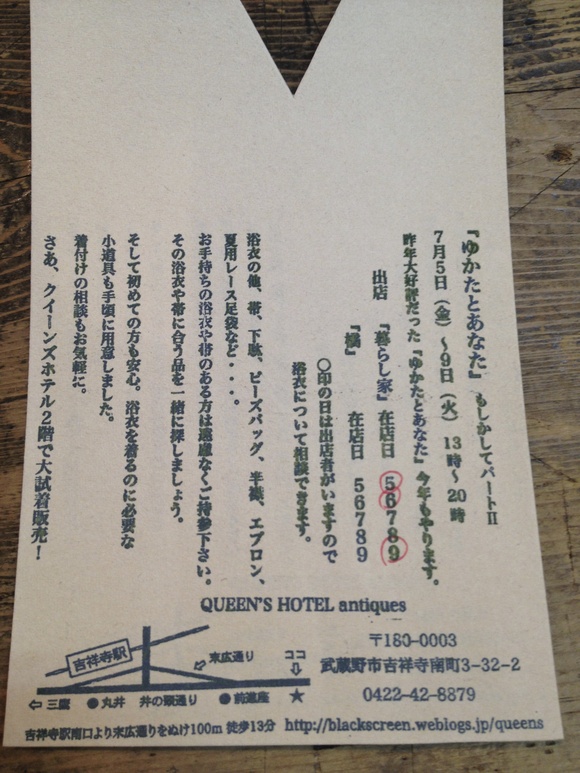 『ゆかたとあなた』もしかしてパートⅡ
7月5日（金）～9日（火）13時～20時
昨年大好評だった『ゆかたとあなた』今年もやります。
出店 『暮らし家』 在店日 5 6 7 8 9
『橘』 在店日 5 6 7 8 9
〇印の日は出店者がいますので
浴衣について相談できます。
浴衣の他、帯、下駄、ビーズバッグ、半襟、エプロン、
夏用レース足袋など・・・。
お手持ちの浴衣や帯のある方は遠慮なくご持参下さい。
その浴衣や帯に合う品を一緒に探しましょう。
そして初めての方も安心。浴衣を着るのに必要な
小道具も手頃に用意しました。
着付けの相談もお気軽に。
さあ、クイーンズホテル2階で大試着販売！
QUEEN'S HOTEL antiques
〒180-0003
武蔵野市吉祥寺南町3-32-2
0422-42-8879
http://blackscreen.weblogs.jp/queens
吉祥寺駅
末広通り
ココ
三鷹
丸井
井の頭通り
前進座
吉祥寺駅南口より末広通りをぬけ100m 徒歩13分